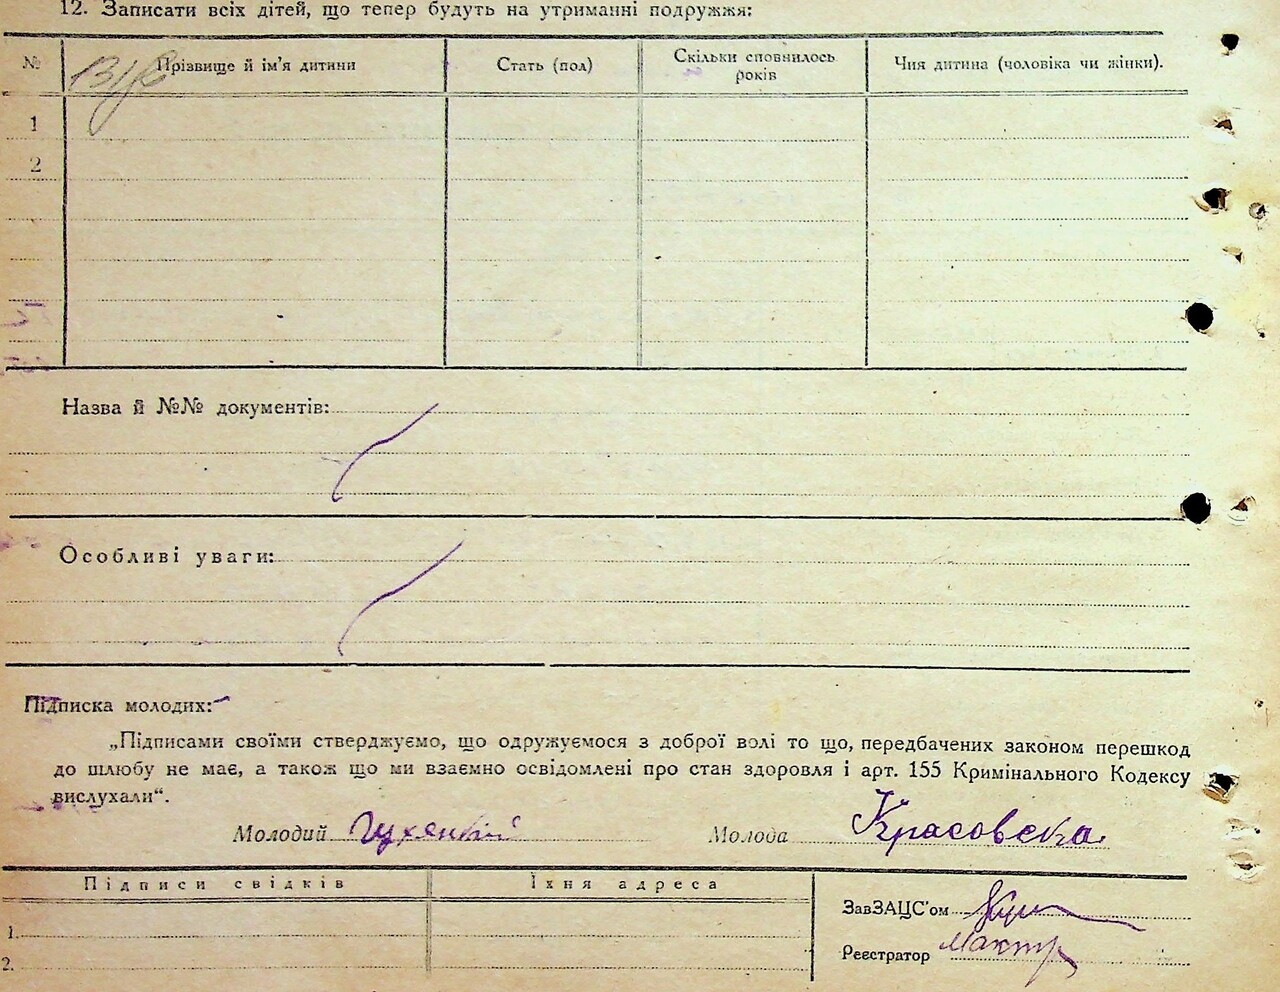 12. Записати всіх дітей, що тепер будуть на утриманні подружжя:
№ Прізвище й ім'я дитини Стать (пол) Скільки сповнилось років Чия дитина (чоловіка чи жінки).
1
2
Назва й №№ документів:
Особливі уваги:
Підписка молодих:
„Підписами своїми стверджуємо, що одружуємося з доброї волі то що, передбачених законом перешкод
до шлюбу не має, а також що ми взаємно освідомлені про стан здоровля і арт. 155 Кримінального Кодексу
вислухали“.
Молодий Молода Красовска
Підписи свідків Їхня адреса
ЗавЗАЦС'ом
1.
Реєстратор
2.